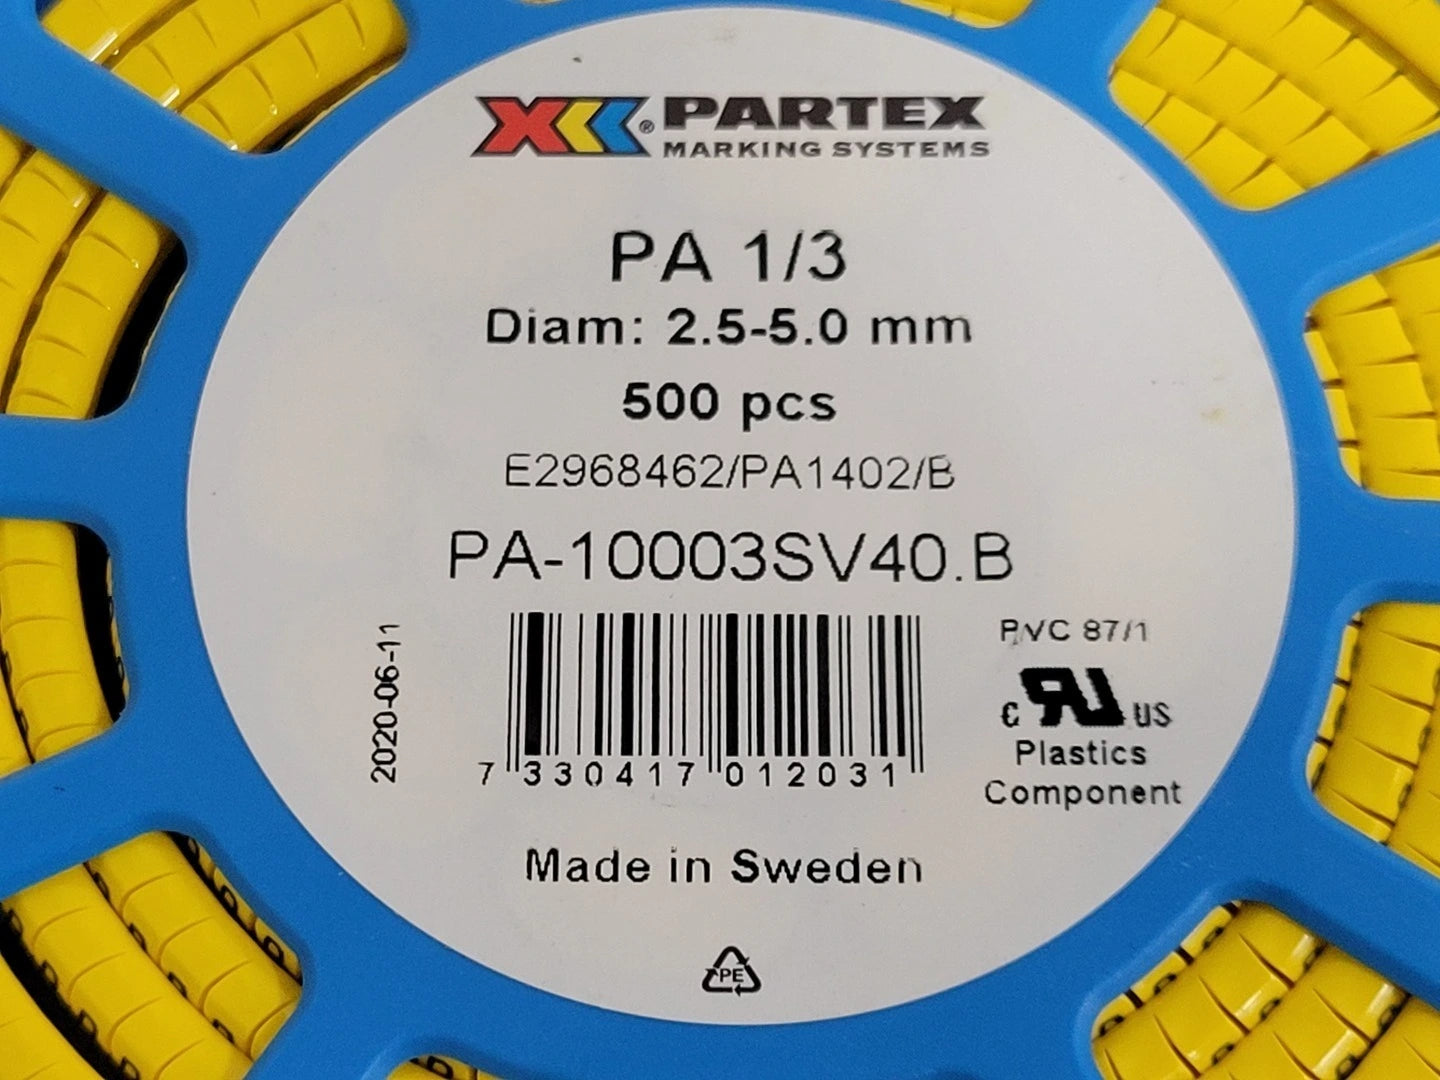 PARTEX
MARKING SYSTEMS
PA 1/3
Diam: 2.5-5.0 mm
500 pcs
E2968462/PA1402/B
PA-10003SV40.B
2020-06-11
7 330417 012031
PVC 87/1
c RU US
Plastics
Component
Made in Sweden
PE